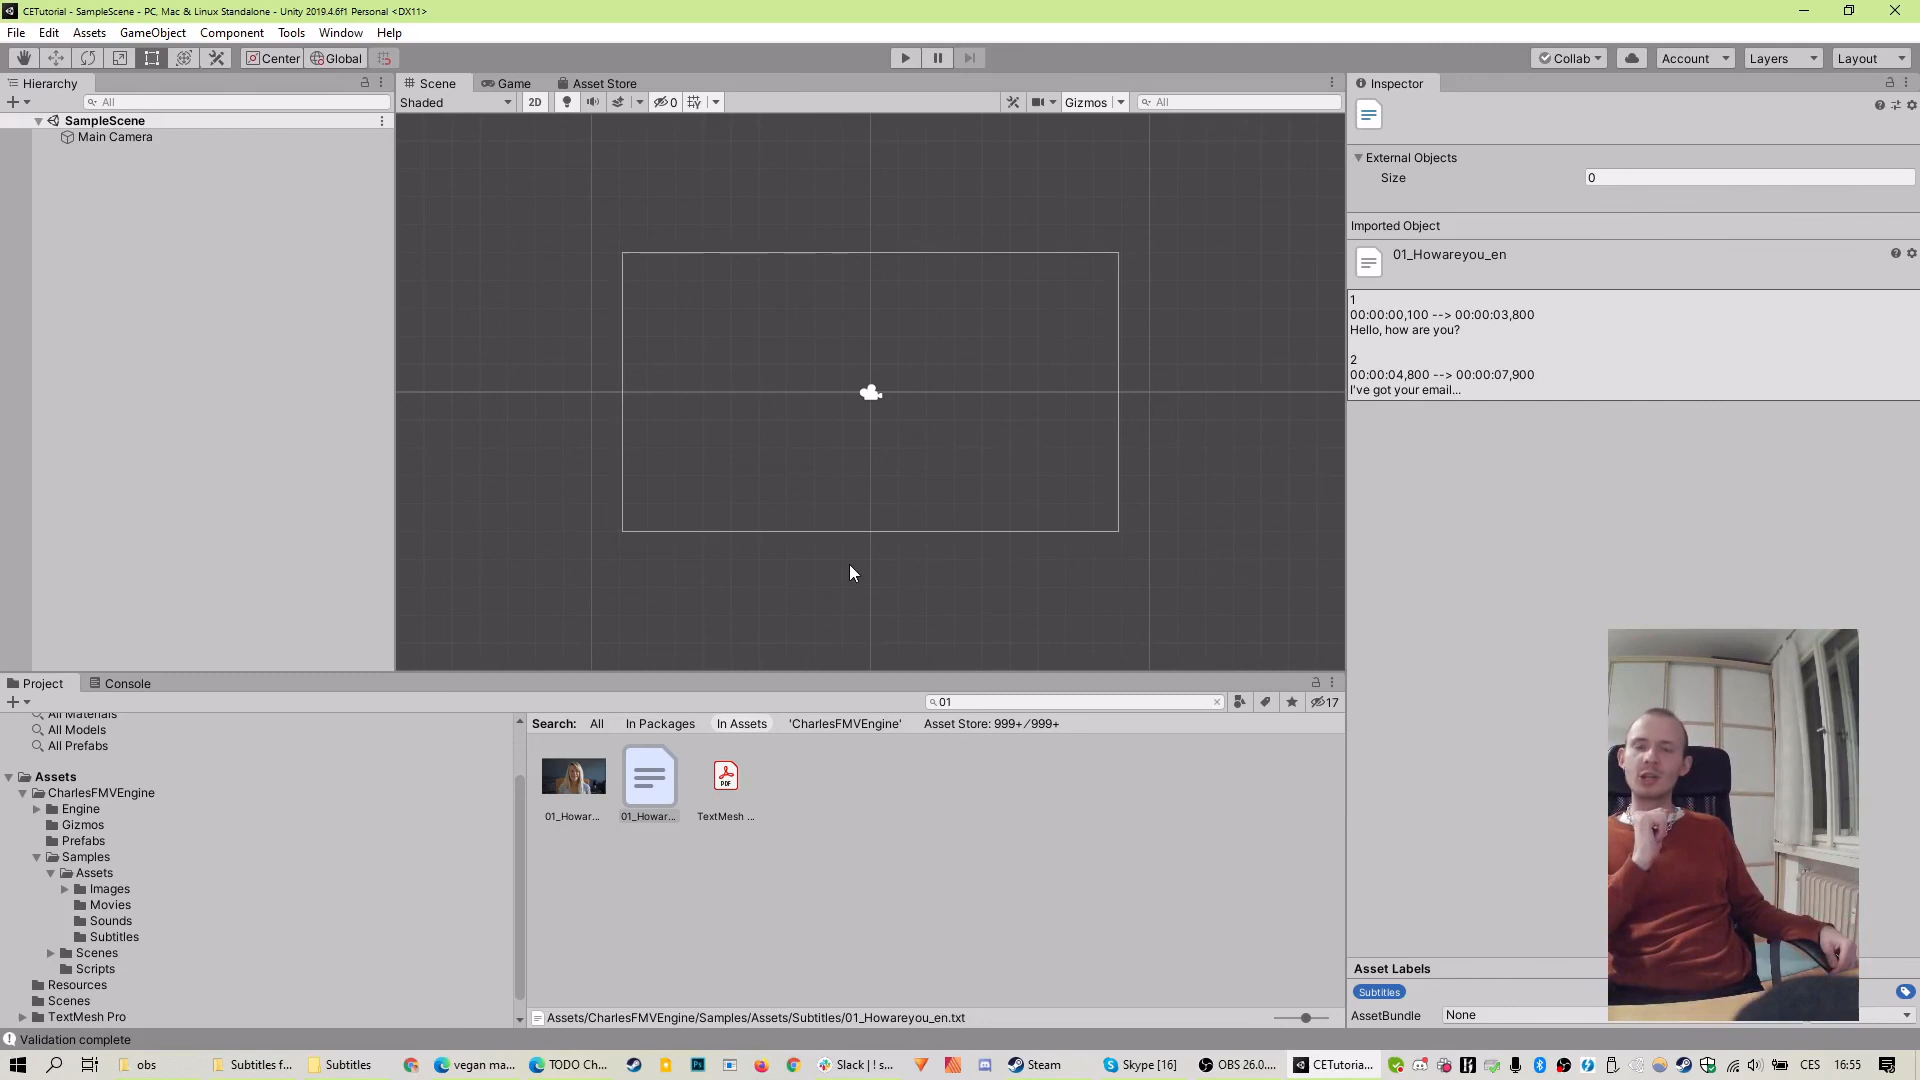 CETutorial - SampleScene - PC, Mac & Linux Standalone - Unity 2019.4.6f1 Personal <DX11>
File Edit Assets GameObject Component Tools Window Help
Center Global Collab Account Layers Layout
Hierarchy
All
SampleScene
Main Camera
Scene Game Asset Store
Shaded 2D 0 Gizmos All
Inspector
External Objects
Size 0
Imported Object
01_Howareyou_en
1
00:00:00,100 --> 00:00:03,800
Hello, how are you?
2
00:00:04,800 --> 00:00:07,900
I've got your email...
Project Console
01 17
All Materials
All Models
All Prefabs
Assets
CharlesFMVEngine
Engine
Gizmos
Prefabs
Samples
Assets
Images
Movies
Sounds
Subtitles
Scenes
Scripts
Resources
Scenes
TextMesh Pro
Search: All In Packages In Assets 'CharlesFMVEngine' Asset Store: 999+/999+
PDF
01_Howar... 01_Howar... TextMesh ...
Assets/CharlesFMVEngine/Samples/Assets/Subtitles/01_Howareyou_en.txt
Asset Labels
Subtitles
AssetBundle None
Validation complete
obs Subtitles f... Subtitles vegan ma... TODO Ch... Slack | ! s... Steam Skype [16] OBS 26.0.... CETutoria... CES 16:55